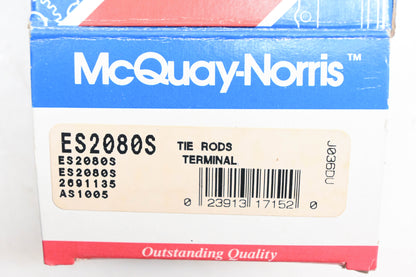 McQuay-Norris™
ES2080S TIE RODS
ES2080S TERMINAL
ES2080S
2691135
AS1005
J036DU
0 23913 17152 0
Outstanding Quality